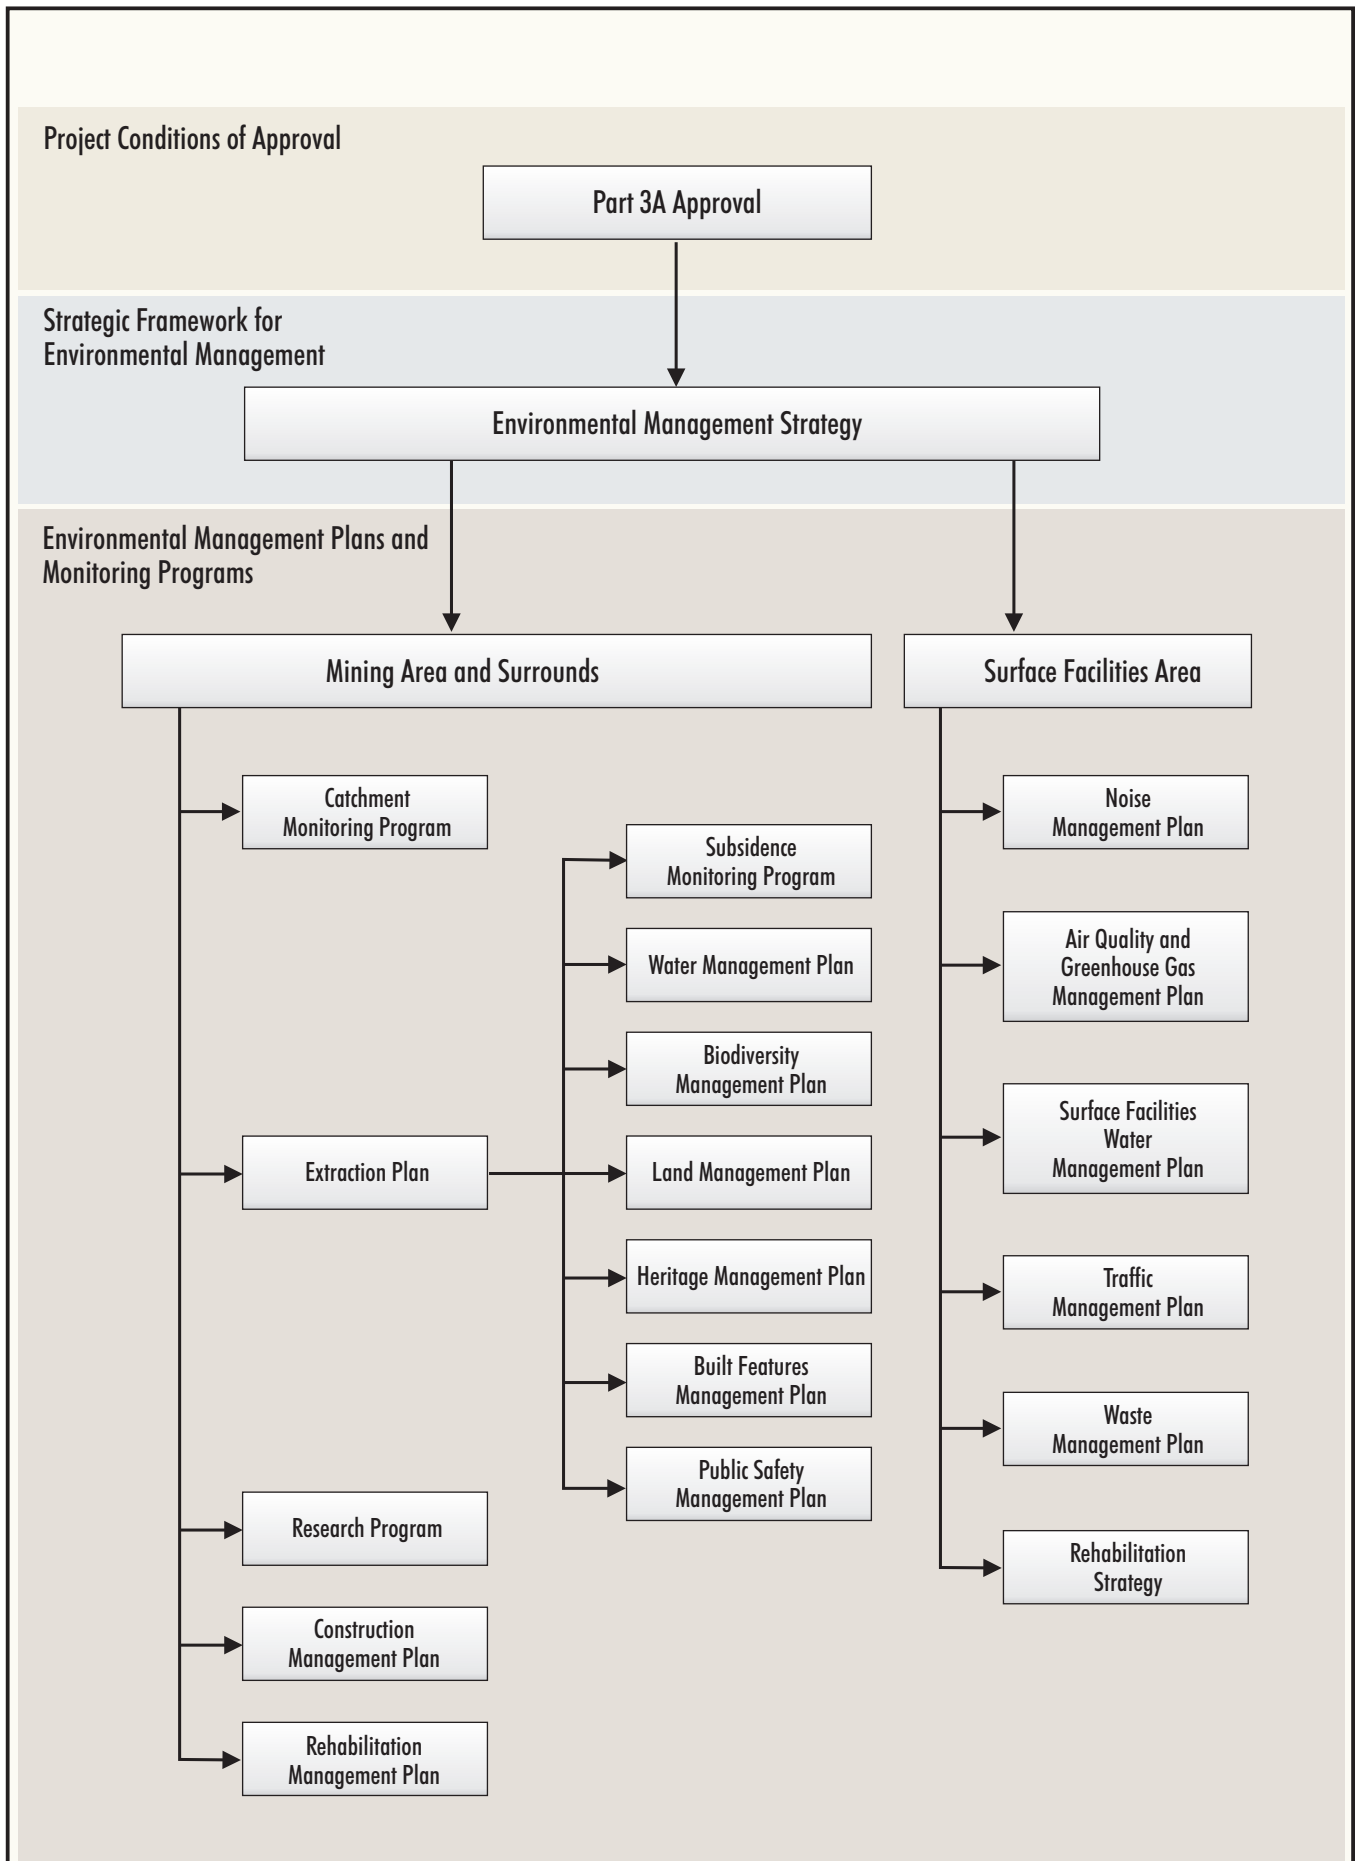 Project Conditions of Approval
Part 3A Approval
Strategic Framework for
Environmental Management
Environmental Management Strategy
Environmental Management Plans and
Monitoring Programs
Mining Area and Surrounds
Surface Facilities Area
Catchment
Monitoring Program
Extraction Plan
Research Program
Construction
Management Plan
Rehabilitation
Management Plan
Subsidence
Monitoring Program
Water Management Plan
Biodiversity
Management Plan
Land Management Plan
Heritage Management Plan
Built Features
Management Plan
Public Safety
Management Plan
Noise
Management Plan
Air Quality and
Greenhouse Gas
Management Plan
Surface Facilities
Water
Management Plan
Traffic
Management Plan
Waste
Management Plan
Rehabilitation
Strategy